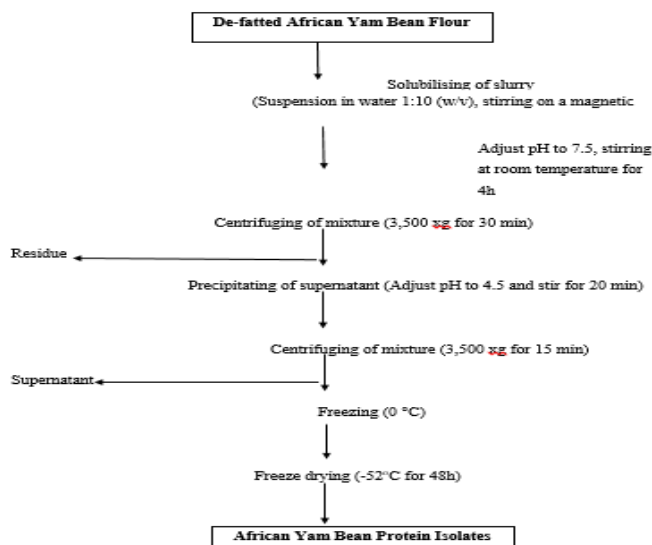 De-fatted African Yam Bean Flour
Solubilising of slurry
(Suspension in water 1:10 (w/v), stirring on a magnetic
Adjust pH to 7.5, stirring
at room temperature for
4h
Centrifuging of mixture (3,500 xg for 30 min)
Residue
Precipitating of supernatant (Adjust pH to 4.5 and stir for 20 min)
Centrifuging of mixture (3,500 xg for 15 min)
Supernatant
Freezing (0 °C)
Freeze drying (-52°C for 48h)
African Yam Bean Protein Isolates